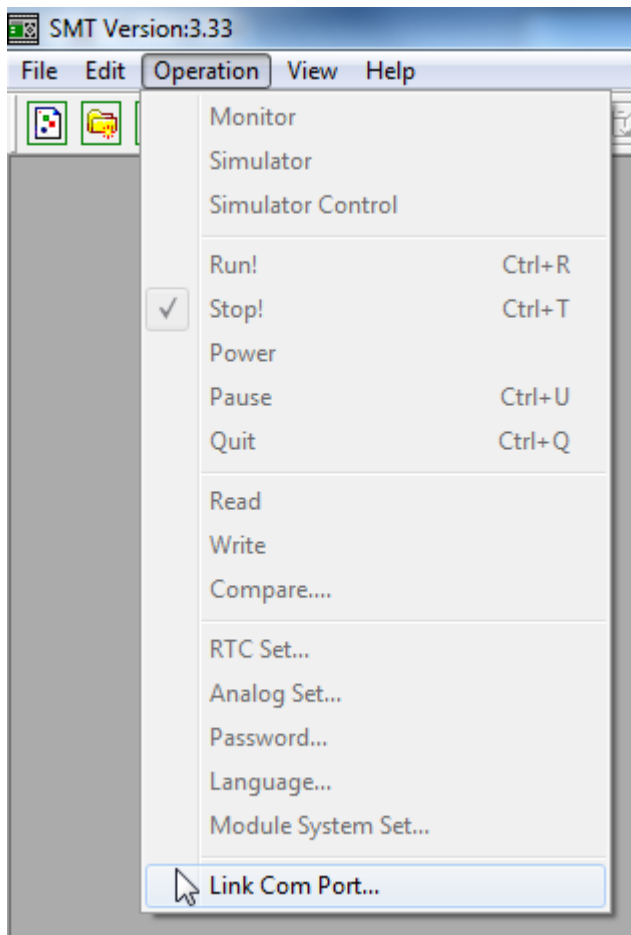 SMT Version:3.33
File Edit Operation View Help
Monitor
Simulator
Simulator Control
Run! Ctrl+R
Stop! Ctrl+T
Power
Pause Ctrl+U
Quit Ctrl+Q
Read
Write
Compare....
RTC Set...
Analog Set...
Password...
Language...
Module System Set...
Link Com Port...